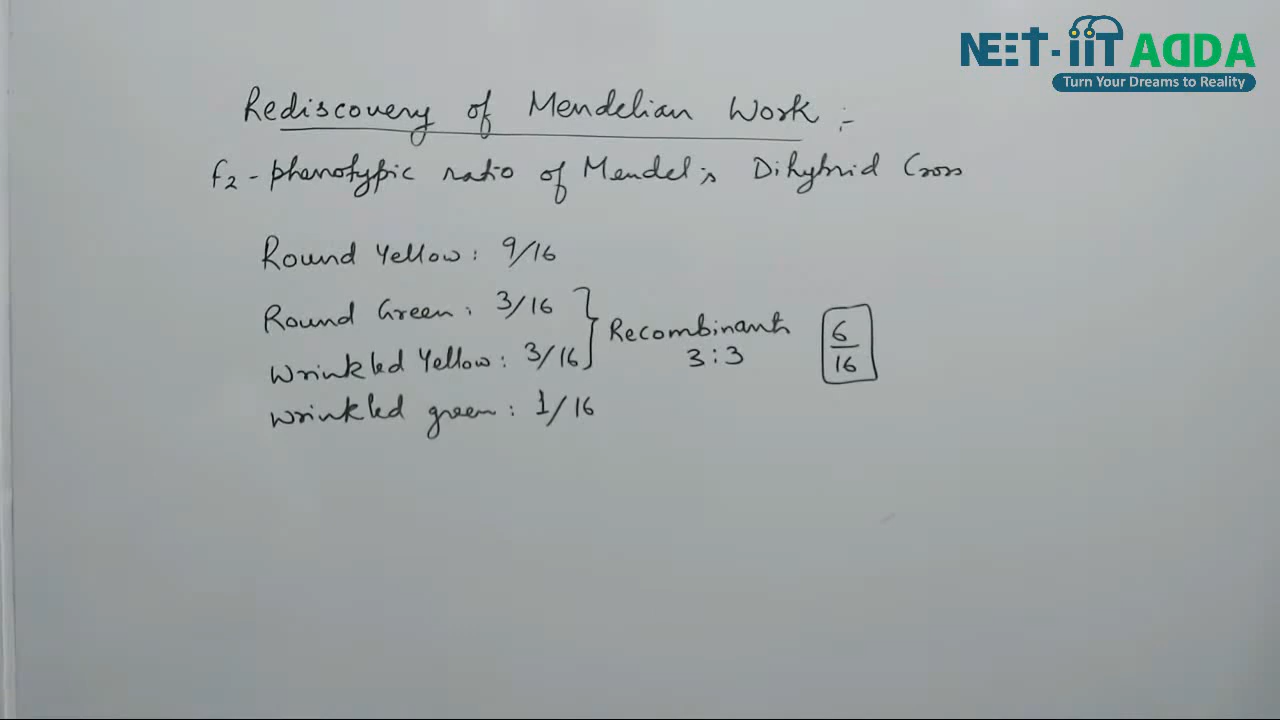 NEET-iiT ADDA
Turn Your Dreams to Reality
Rediscovery of Mendelian Work :-
F2 - phenotypic ratio of Mendel's Dihybrid Cross
Round Yellow : 9/16
Round Green : 3/16
Wrinkled Yellow : 3/16
Recombinants
3 : 3
6/16
Wrinkled green : 1/16